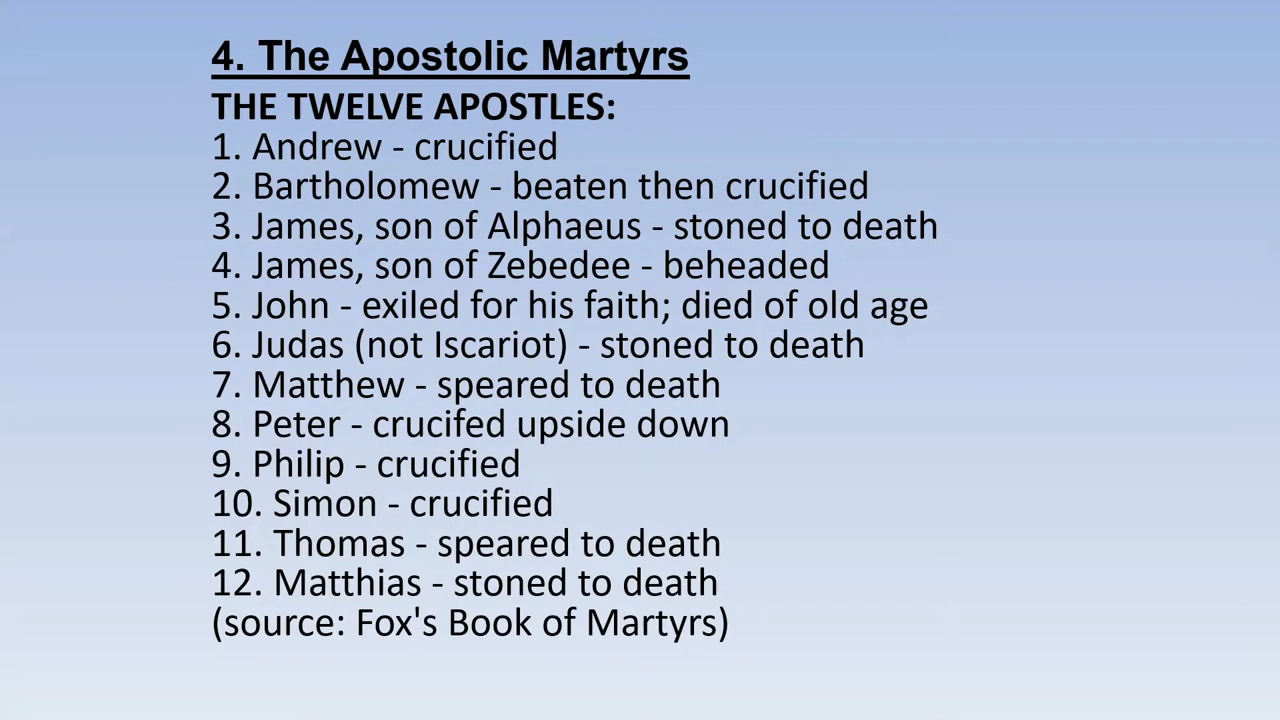 4. The Apostolic Martyrs
THE TWELVE APOSTLES:
1. Andrew - crucified
2. Bartholomew - beaten then crucified
3. James, son of Alphaeus - stoned to death
4. James, son of Zebedee - beheaded
5. John - exiled for his faith; died of old age
6. Judas (not Iscariot) - stoned to death
7. Matthew - speared to death
8. Peter - crucifed upside down
9. Philip - crucified
10. Simon - crucified
11. Thomas - speared to death
12. Matthias - stoned to death
(source: Fox's Book of Martyrs)